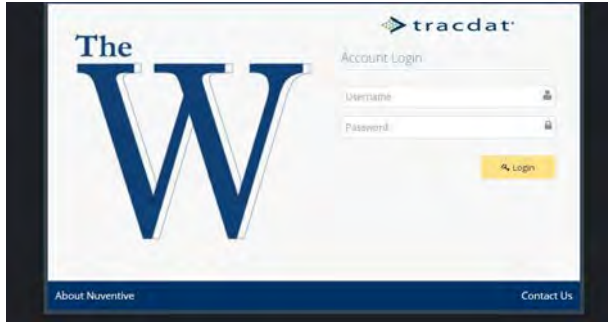 The
W
tracdat
Account Login
Username
Password
Login
About Nuventive
Contact Us